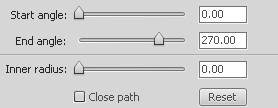 Start angle: 0.00
End angle: 270.00
Inner radius: 0.00
Close path Reset